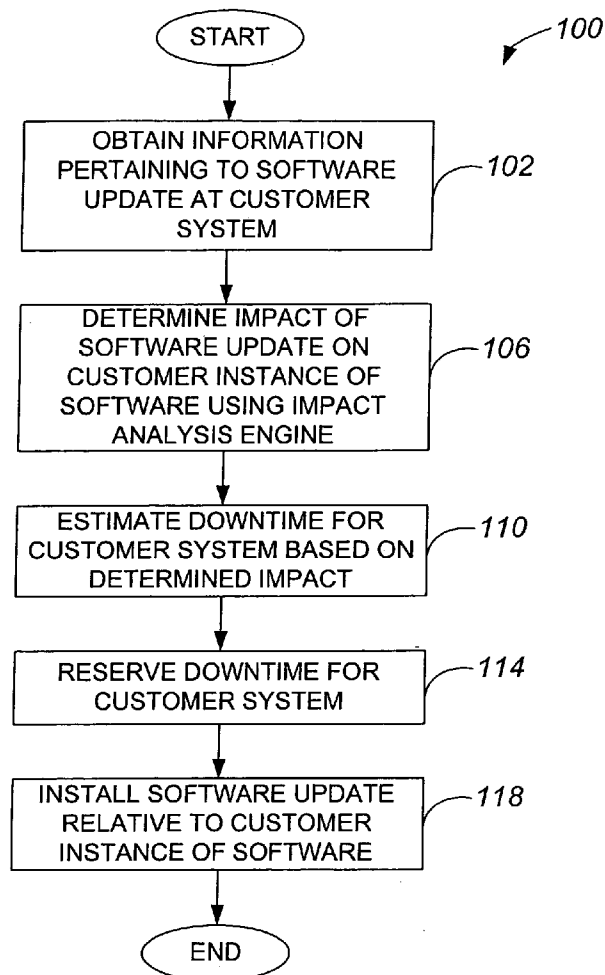 START
100
OBTAIN INFORMATION
PERTAINING TO SOFTWARE
UPDATE AT CUSTOMER
SYSTEM
102
DETERMINE IMPACT OF
SOFTWARE UPDATE ON
CUSTOMER INSTANCE OF
SOFTWARE USING IMPACT
ANALYSIS ENGINE
106
ESTIMATE DOWNTIME FOR
CUSTOMER SYSTEM BASED ON
DETERMINED IMPACT
110
RESERVE DOWNTIME FOR
CUSTOMER SYSTEM
114
INSTALL SOFTWARE UPDATE
RELATIVE TO CUSTOMER
INSTANCE OF SOFTWARE
118
END